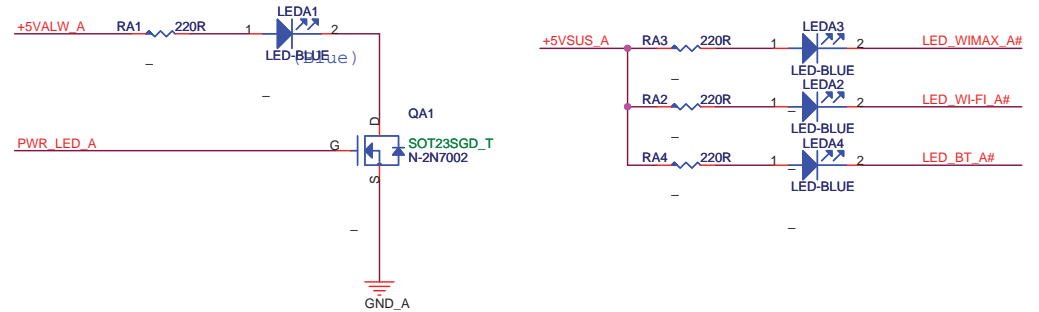 LEDA1
+5VALW_A
RA1
220R
1
2
LED-BLUE
(Blue)
QA1
D
PWR_LED_A
G
SOT23SGD_T
N-2N7002
S
GND_A
LEDA3
+5VSUS_A
RA3
220R
1
2
LED_WIMAX_A#
LED-BLUE
LEDA2
RA2
220R
1
2
LED_WI-FI_A#
LED-BLUE
LEDA4
RA4
220R
1
2
LED_BT_A#
LED-BLUE